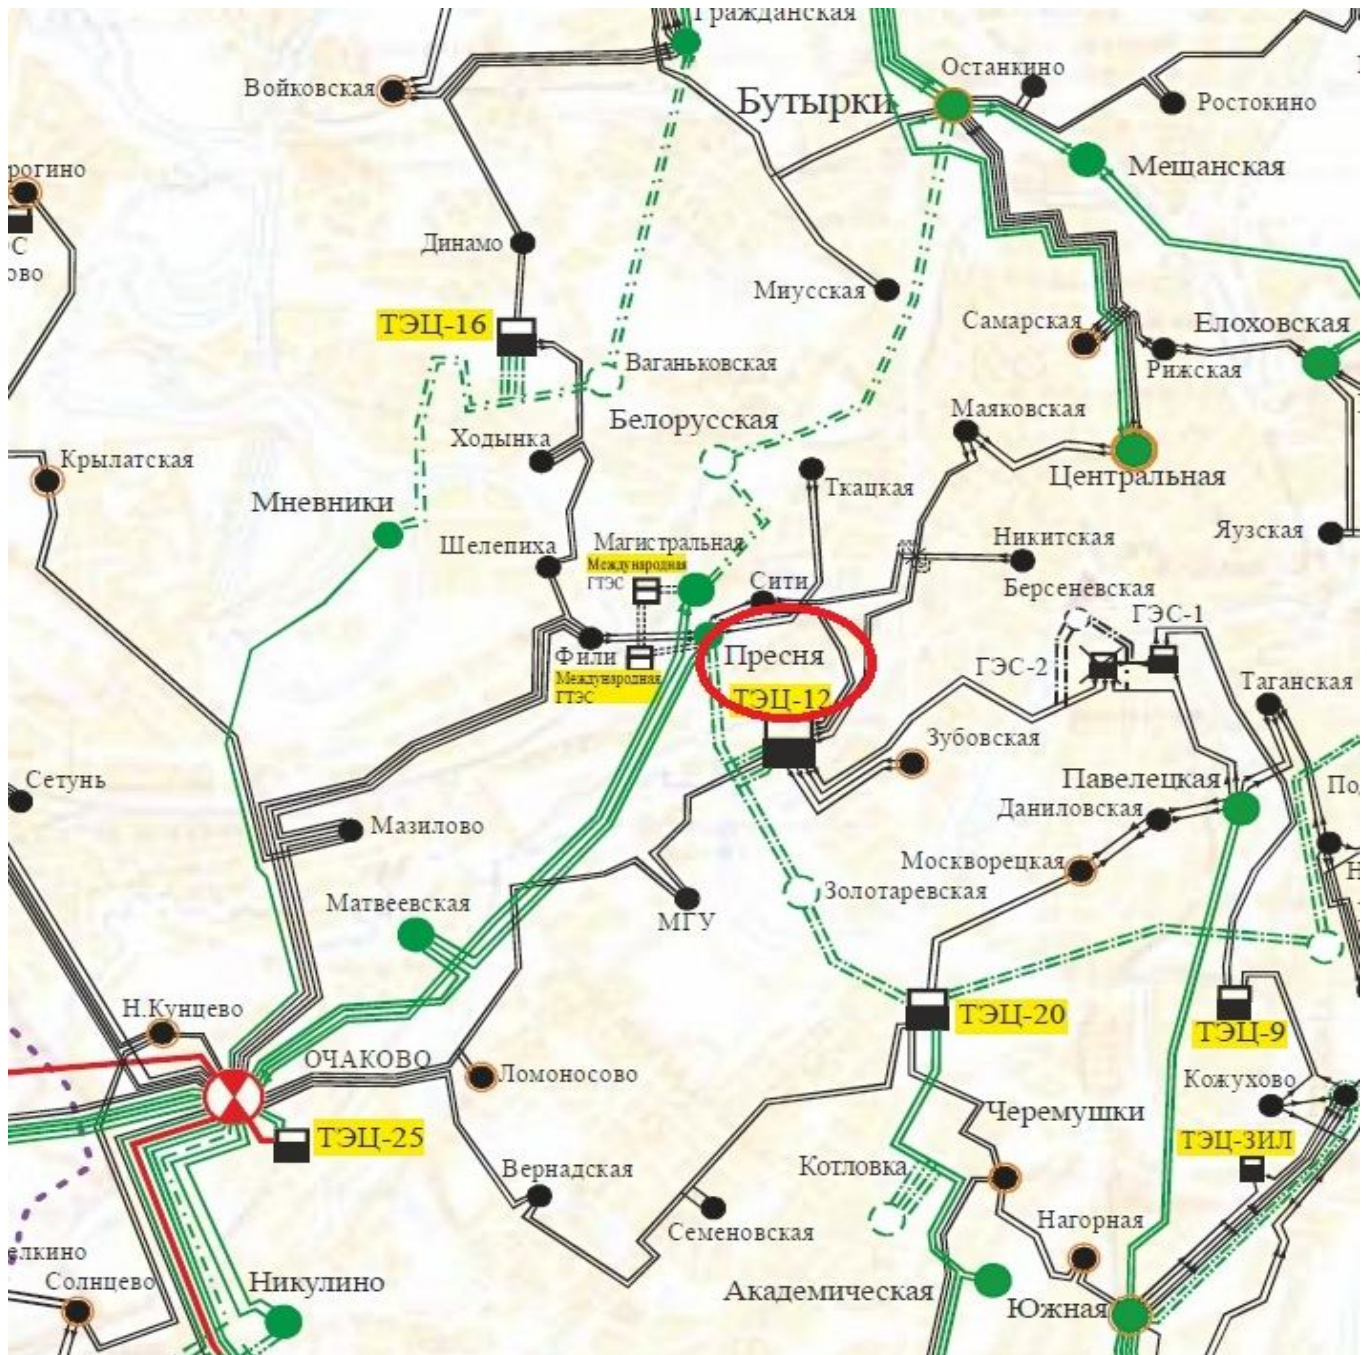 Гражданская
Войковская
Останкино
Бутырки
Ростокино
Мещанская
Динамо
Миусская
ТЭЦ-16
Самарская
Елоховская
Рижская
Ваганьковская
Белорусская
Маяковская
Ходынка
Крылатская
Центральная
Ткацкая
Мневники
Яузская
Шелепиха
Магистральная
Международная
ГТЭС
Никитская
Сити
Берсеневская
ГЭС-1
Фили
Пресня
ГЭС-2
Международная
ГТЭС
ТЭЦ-12
Таганская
Зубовская
Сетунь
Павелецкая
Даниловская
Мазилово
Москворецкая
Матвеевская
Золотаревская
МГУ
Н.Кунцево
ТЭЦ-20
ТЭЦ-9
ОЧАКОВО
Ломоносово
Кожухово
Черемушки
ТЭЦ-25
ТЭЦ-ЗИЛ
Вернадская
Котловка
Семеновская
Нагорная
Солнцево
Никулино
Академическая
Южная